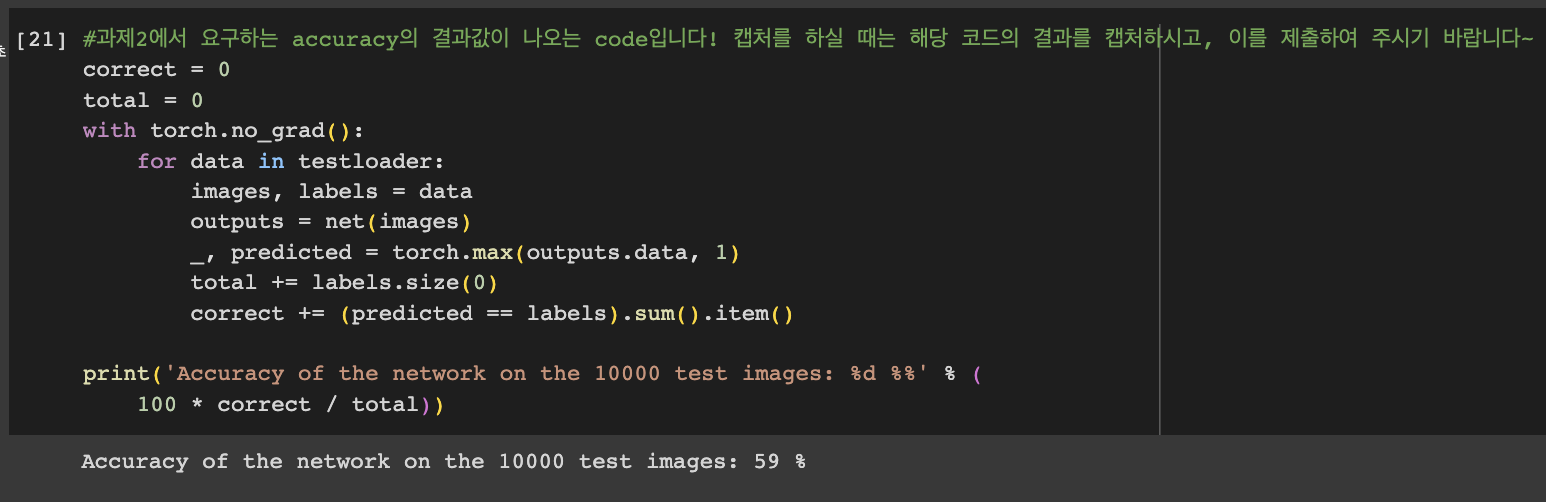 [21] #과제2에서 요구하는 accuracy의 결과값이 나오는 code입니다! 캡처를 하실 때는 해당 코드의 결과를 캡처하시고, 이를 제출하여 주시기 바랍니다~
correct = 0
total = 0
with torch.no_grad():
    for data in testloader:
        images, labels = data
        outputs = net(images)
        _, predicted = torch.max(outputs.data, 1)
        total += labels.size(0)
        correct += (predicted == labels).sum().item()
print('Accuracy of the network on the 10000 test images: %d %%' % (
    100 * correct / total))
Accuracy of the network on the 10000 test images: 59 %